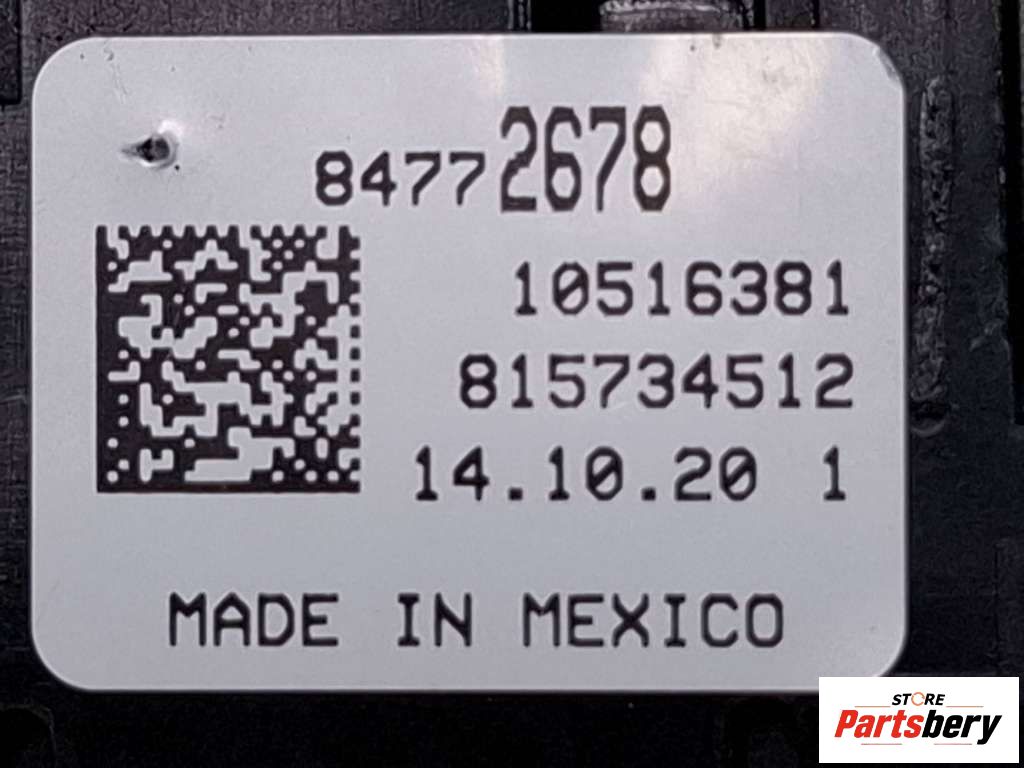 84772678
10516381
815734512
14.10.20 1
MADE IN MEXICO
STORE
Partsbery